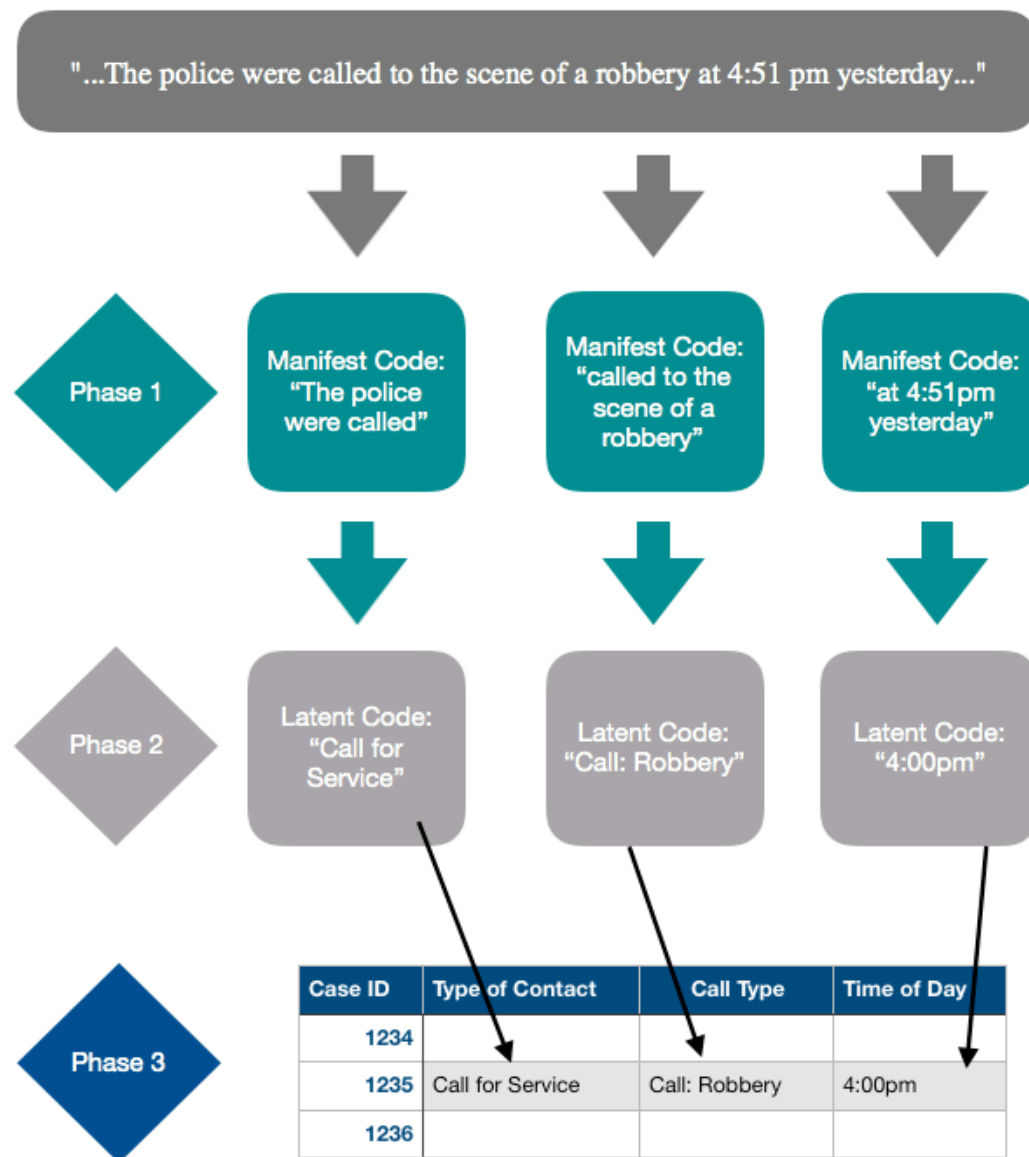 "...The police were called to the scene of a robbery at 4:51 pm yesterday..."
Phase 1
Manifest Code:
“The police
were called”
Manifest Code:
“called to the
scene of a
robbery”
Manifest Code:
“at 4:51pm
yesterday”
Phase 2
Latent Code:
“Call for
Service”
Latent Code:
“Call: Robbery”
Latent Code:
“4:00pm”
Phase 3
Case ID Type of Contact Call Type Time of Day
1234
1235 Call for Service Call: Robbery 4:00pm
1236